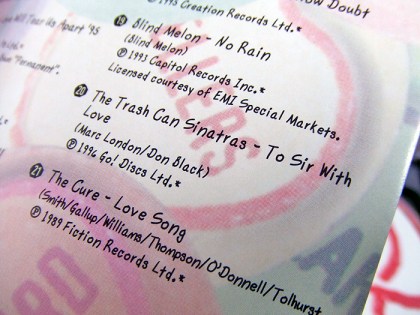 1993 Creation Records Ltd.*
ow Doubt
ve Will Tear Us Apart '95
Run "Permanent".
19 Blind Melon - No Rain
(Blind Melon)
℗ 1993 Capitol Records Inc.*
Licensed courtesy of EMI Special Markets.
20 The Trash Can Sinatras - To Sir With
Love
(Marc London/Don Black)
℗ 1996 Go! Discs Ltd.*
21 The Cure - Love Song
(Smith/Gallup/Williams/Thompson/O'Donnell/Tolhurst
℗ 1989 Fiction Records Ltd.*